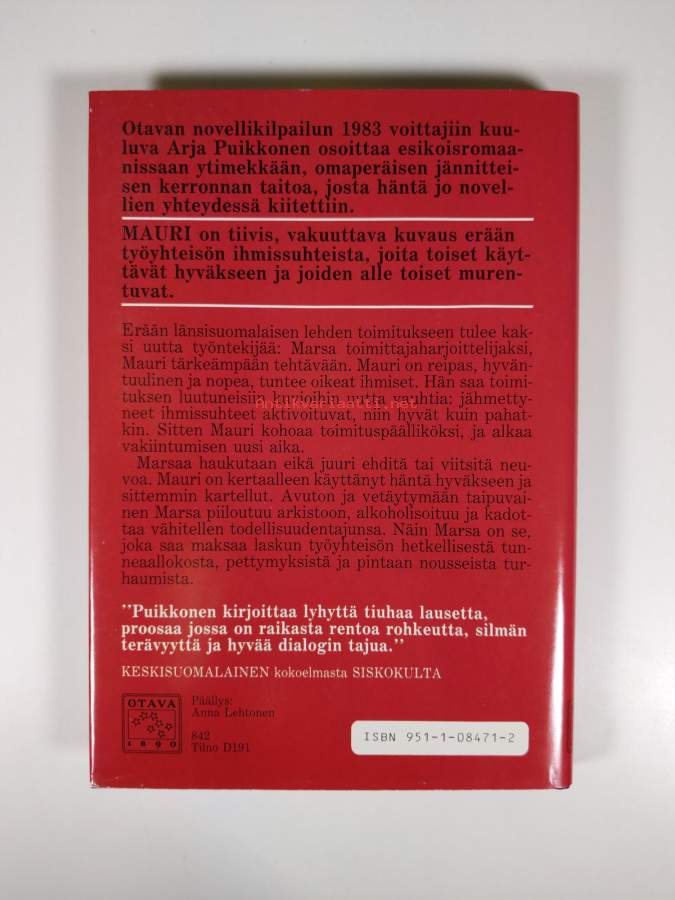 Otavan novellikilpailun 1983 voittajiin kuu-
luva Arja Puikkonen osoittaa esikoisromaa-
nissaan ytimekkään, omaperäisen jännittei-
sen kerronnan taitoa, josta häntä jo novel-
lien yhteydessä kiitettiin.
MAURI on tiivis, vakuuttava kuvaus erään
työyhteisön ihmissuhteista, joita toiset käyt-
tävät hyväkseen ja joiden alle toiset muren-
tuvat.
Erään länsisuomalaisen lehden toimitukseen tulee kak-
si uutta työntekijää: Marsa toimittajaharjoittelijaksi,
Mauri tärkeämpään tehtävään. Mauri on reipas, hyvän-
tuulinen ja nopea, tuntee oikeat ihmiset. Hän saa toimi-
tuksen luutuneisiin kuvioihin uutta vauhtia: jähmetty-
neet ihmissuhteet aktivoituvat, niin hyvät kuin pahat-
kin. Sitten Mauri kohoaa toimituspäälliköksi, ja alkaa
vakiintumisen uusi aika.
Marsaa haukutaan eikä juuri ehditä tai viitsitä neu-
voa. Mauri on kertaalleen käyttänyt häntä hyväkseen ja
sittemmin kartellut. Avuton ja vetäytymään taipuvai-
nen Marsa piiloutuu arkistoon, alkoholisoituu ja kadot-
taa vähitellen todellisuudentajunsa. Näin Marsa on se,
joka saa maksaa laskun työyhteisön hetkellisestä tun-
neaallokosta, pettymyksistä ja pintaan nousseista tur-
haumista.
"Puikkonen kirjoittaa lyhyttä tiuhaa lausetta,
proosaa jossa on raikasta rentoa rohkeutta, silmän
terävyyttä ja hyvää dialogin tajua."
KESKISUOMALAINEN kokoelmasta SISKOKULTA
OTAVA
1890
Päällys:
Anna Lehtonen
842
Tilno D191
ISBN 951-1-08471-2
Antikvariaatti.net